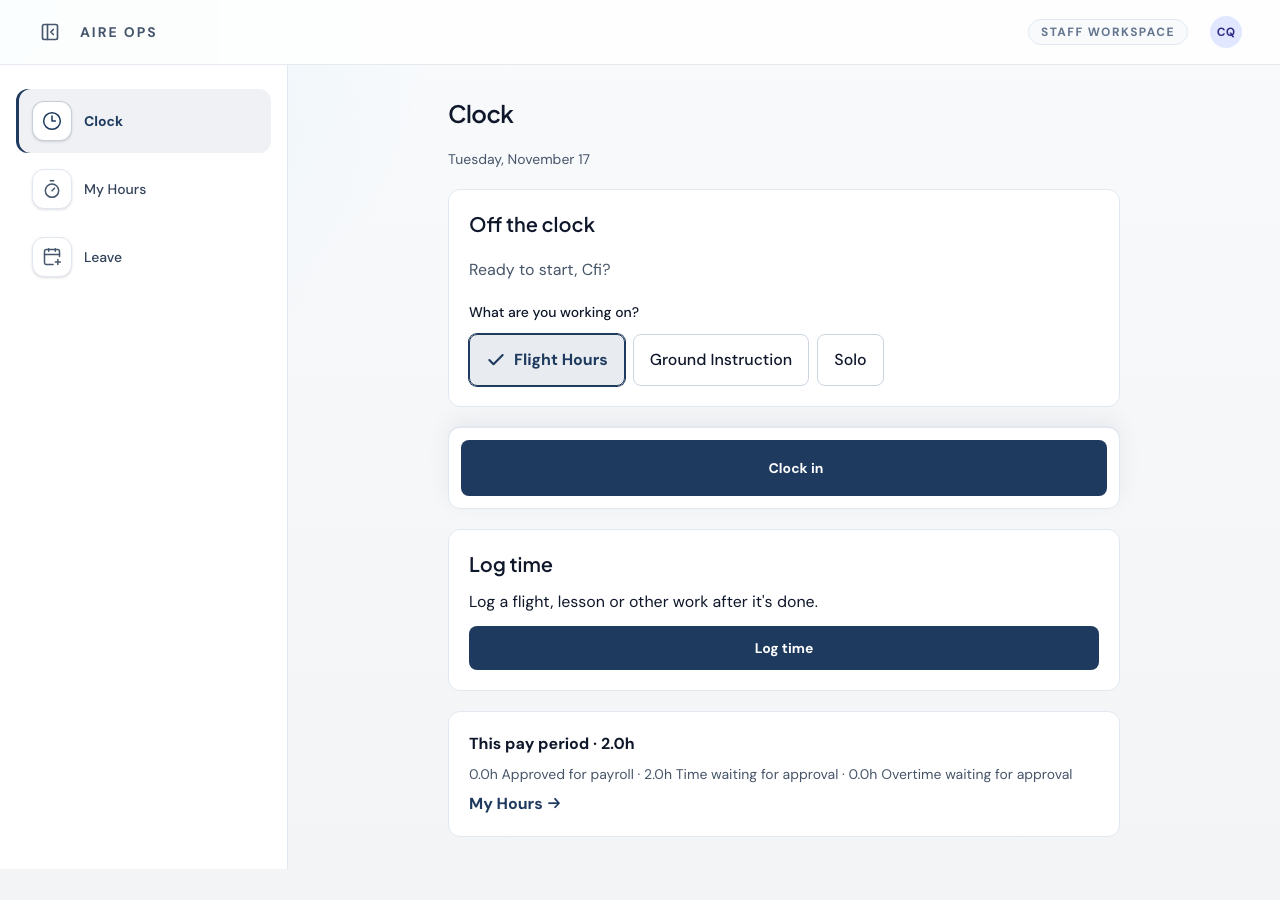 AIRE OPS
STAFF WORKSPACE
CQ
Clock
My Hours
Leave
Clock
Tuesday, November 17
Off the clock
Ready to start, Cfi?
What are you working on?
Flight Hours
Ground Instruction
Solo
Clock in
Log time
Log a flight, lesson or other work after it's done.
Log time
This pay period · 2.0h
0.0h Approved for payroll · 2.0h Time waiting for approval · 0.0h Overtime waiting for approval
My Hours →